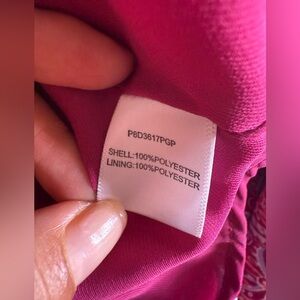 P8D3617PGP
SHELL:100%POLYESTER
LINING:100%POLYESTER